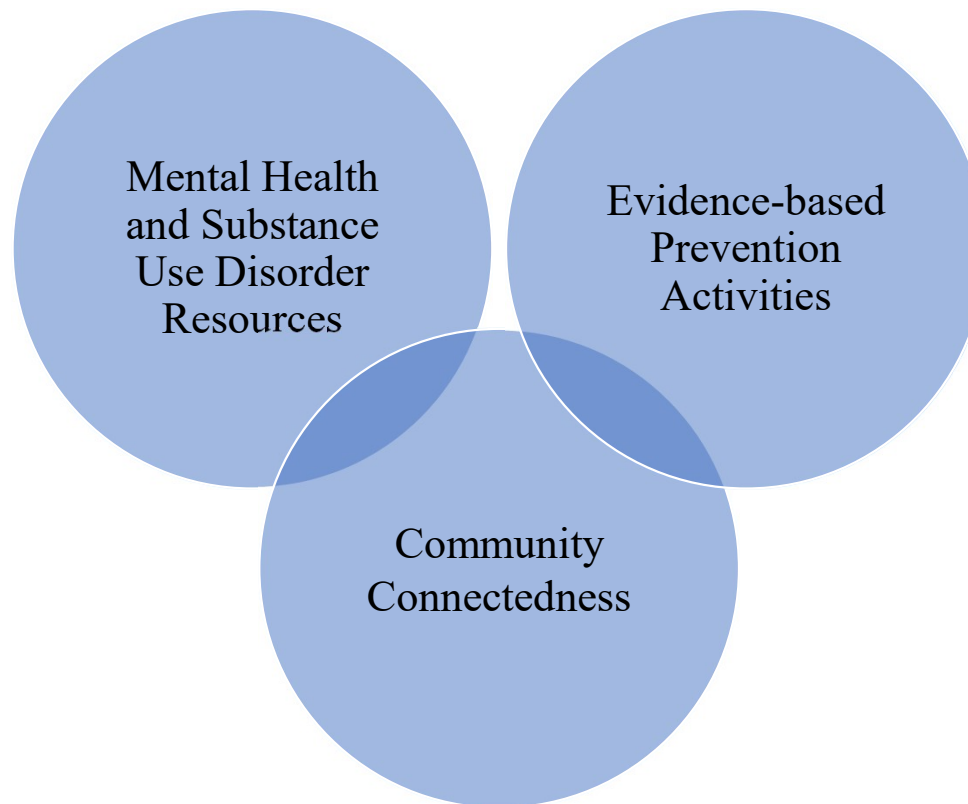 Mental Health
and Substance
Use Disorder
Resources
Evidence-based
Prevention
Activities
Community
Connectedness